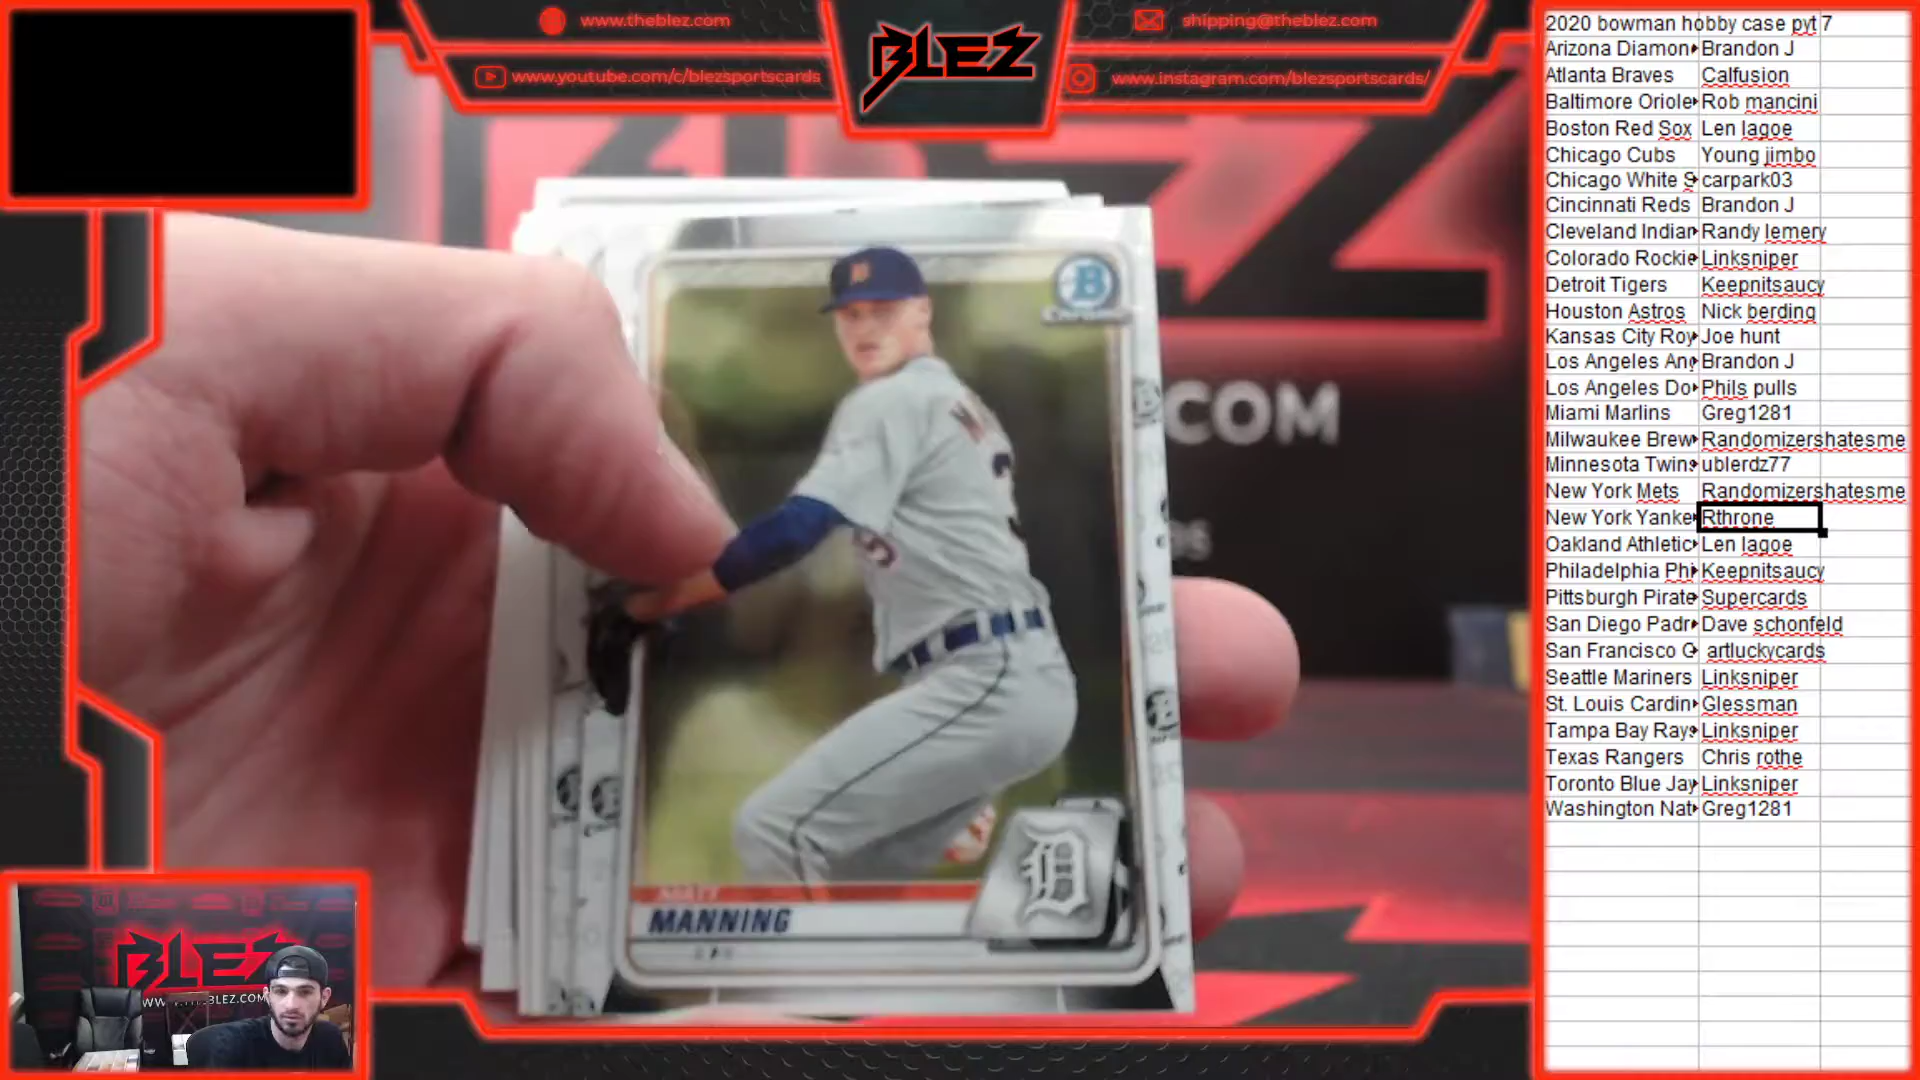 www.theblez.com
shipping@theblez.com
BLEZ
www.youtube.com/c/blezsportscards
www.instagram.com/blezsportscards/
.COM
B
Chrome
MATT
MANNING
BLEZ
2020 bowman hobby case pyt 7
Arizona Diamon Brandon J
Atlanta Braves Calfusion
Baltimore Oriole Rob mancini
Boston Red Sox Len lagoe
Chicago Cubs Young jimbo
Chicago White S carpark03
Cincinnati Reds Brandon J
Cleveland Indian Randy lemery
Colorado Rockie Linksniper
Detroit Tigers Keepnitsaucy
Houston Astros Nick berding
Kansas City Roy Joe hunt
Los Angeles Ang Brandon J
Los Angeles Do Phils pulls
Miami Marlins Greg1281
Milwaukee Brew Randomizershatesme
Minnesota Twins ublerdz77
New York Mets Randomizershatesme
New York Yanke Rthrone
Oakland Athletic Len lagoe
Philadelphia Phi Keepnitsaucy
Pittsburgh Pirate Supercards
San Diego Padr Dave schonfeld
San Francisco G artluckycards
Seattle Mariners Linksniper
St. Louis Cardin Glessman
Tampa Bay Rays Linksniper
Texas Rangers Chris rothe
Toronto Blue Jay Linksniper
Washington Nat Greg1281